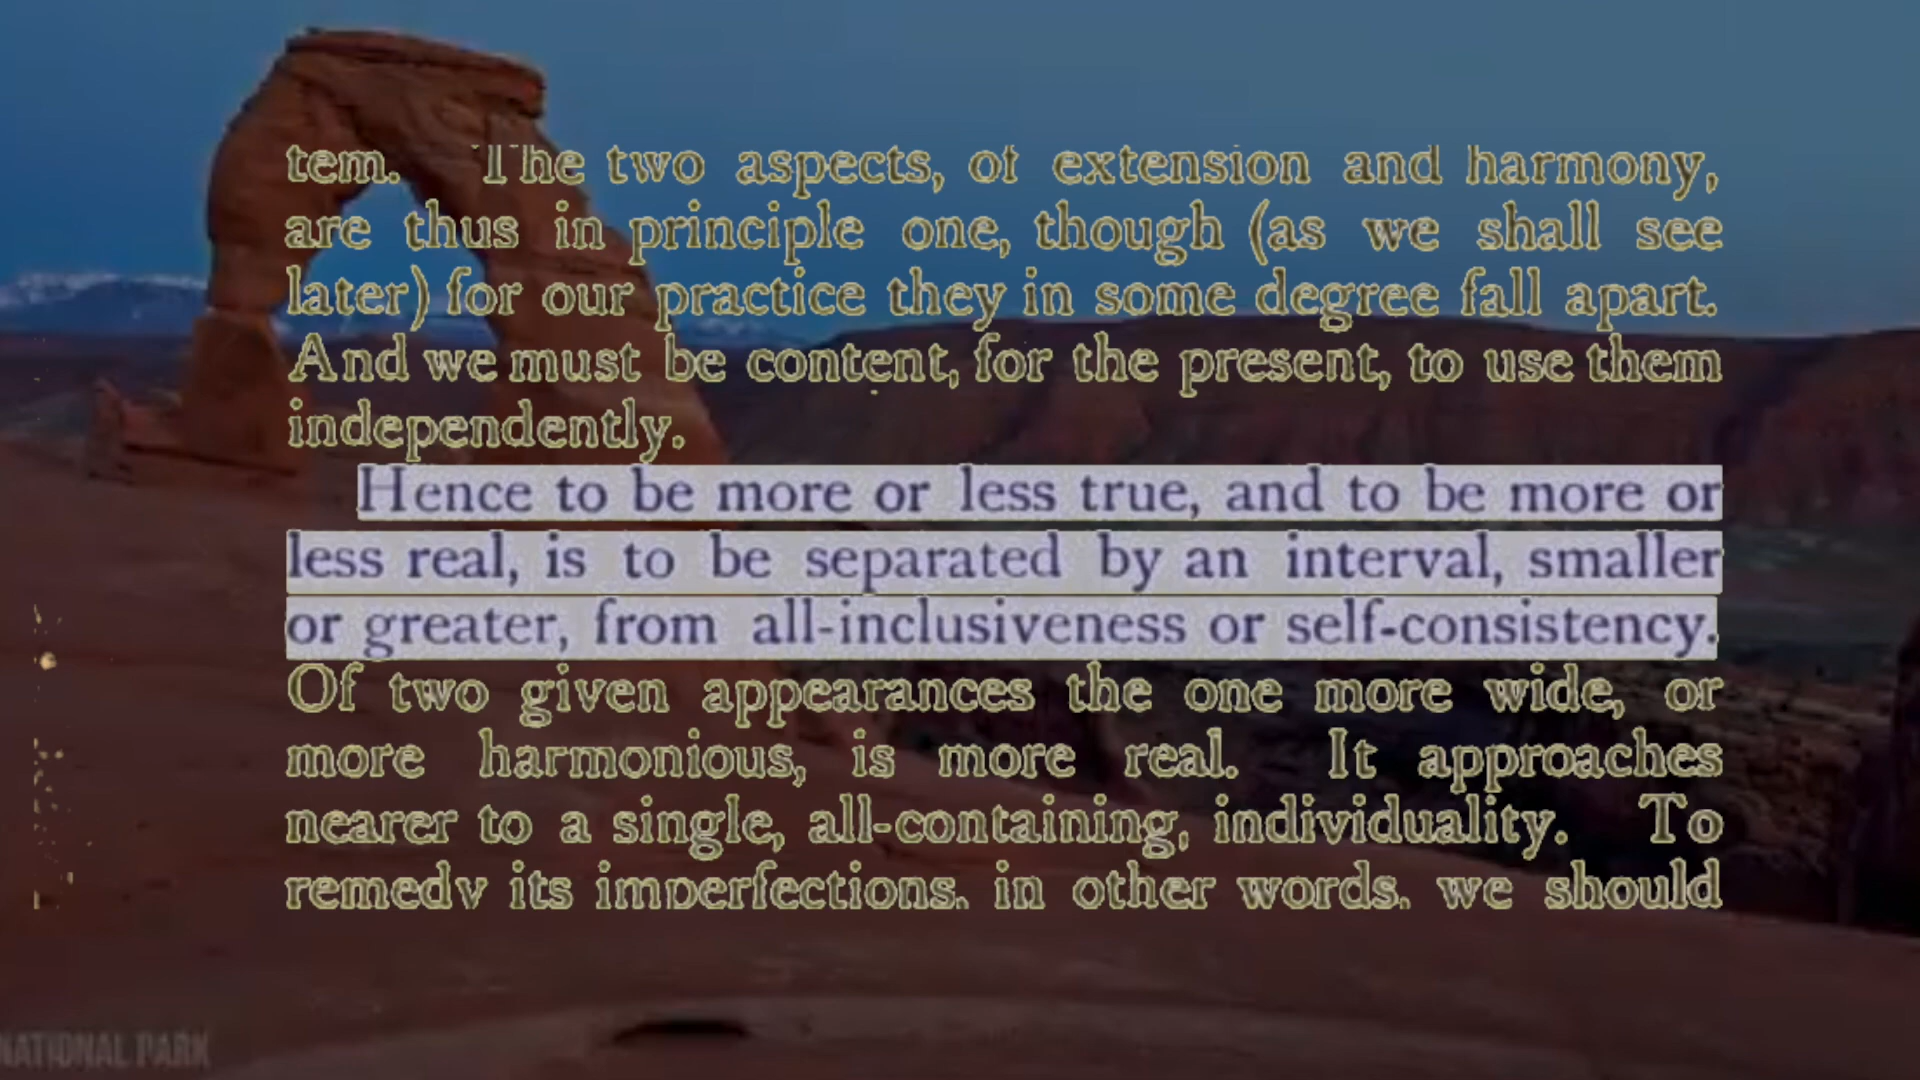 tem. The two aspects, of extension and harmony,
are thus in principle one, though (as we shall see
later) for our practice they in some degree fall apart.
And we must be content, for the present, to use them
independently.
Hence to be more or less true, and to be more or
less real, is to be separated by an interval, smaller
or greater, from all-inclusiveness or self-consistency.
Of two given appearances the one more wide, or
more harmonious, is more real. It approaches
nearer to a single, all-containing, individuality. To
remedy its imperfections, in other words, we should
NATIONAL PARK